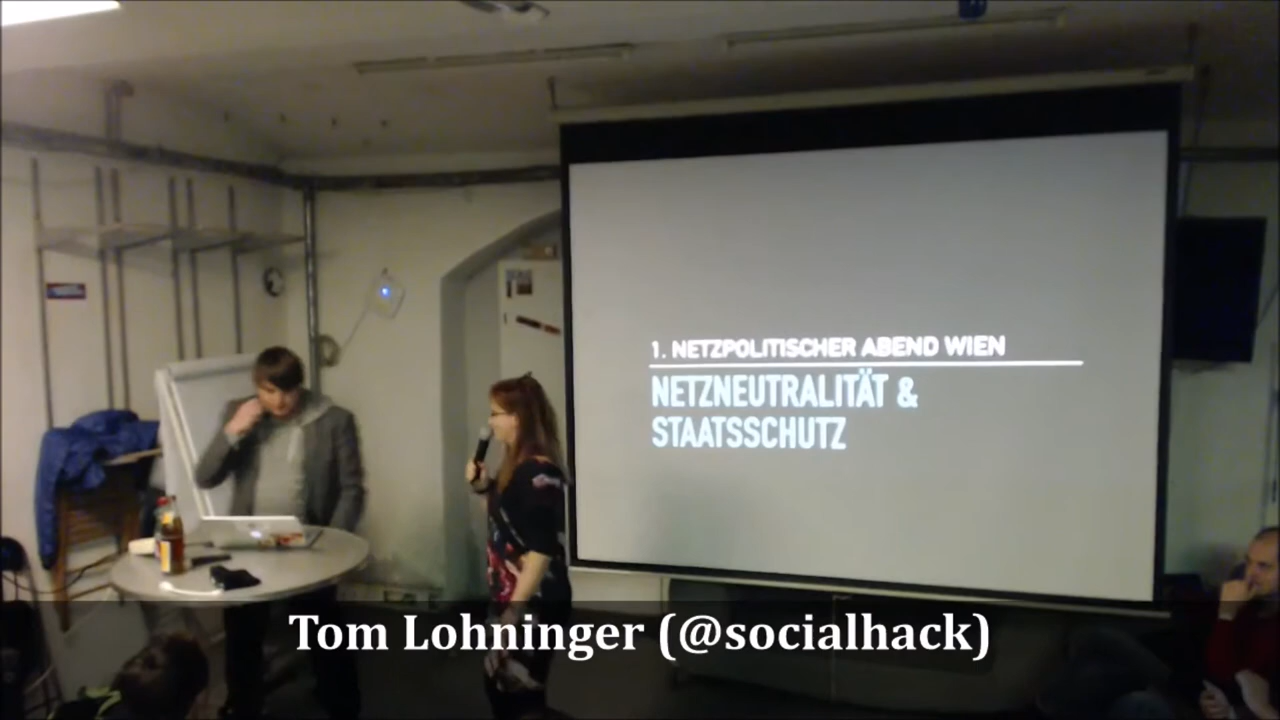 1. NETZPOLITISCHER ABEND WIEN
NETZNEUTRALITÄT &
STAATSSCHUTZ
Tom Lohninger (@socialhack)